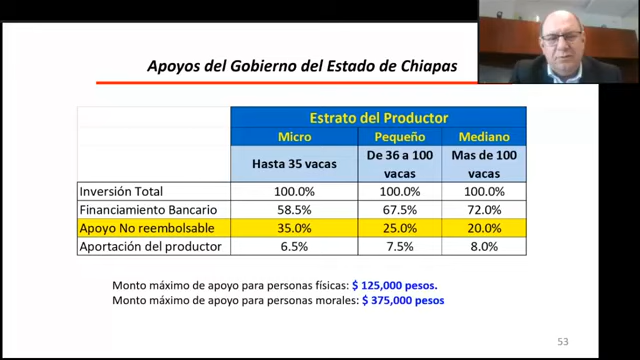 Apoyos del Gobierno del Estado de Chiapas
Estrato del Productor
Micro Pequeño Mediano
Hasta 35 vacas De 36 a 100 vacas Mas de 100 vacas
Inversión Total 100.0% 100.0% 100.0%
Financiamiento Bancario 58.5% 67.5% 72.0%
Apoyo No reembolsable 35.0% 25.0% 20.0%
Aportación del productor 6.5% 7.5% 8.0%
Monto máximo de apoyo para personas físicas: $ 125,000 pesos.
Monto máximo de apoyo para personas morales: $ 375,000 pesos
53